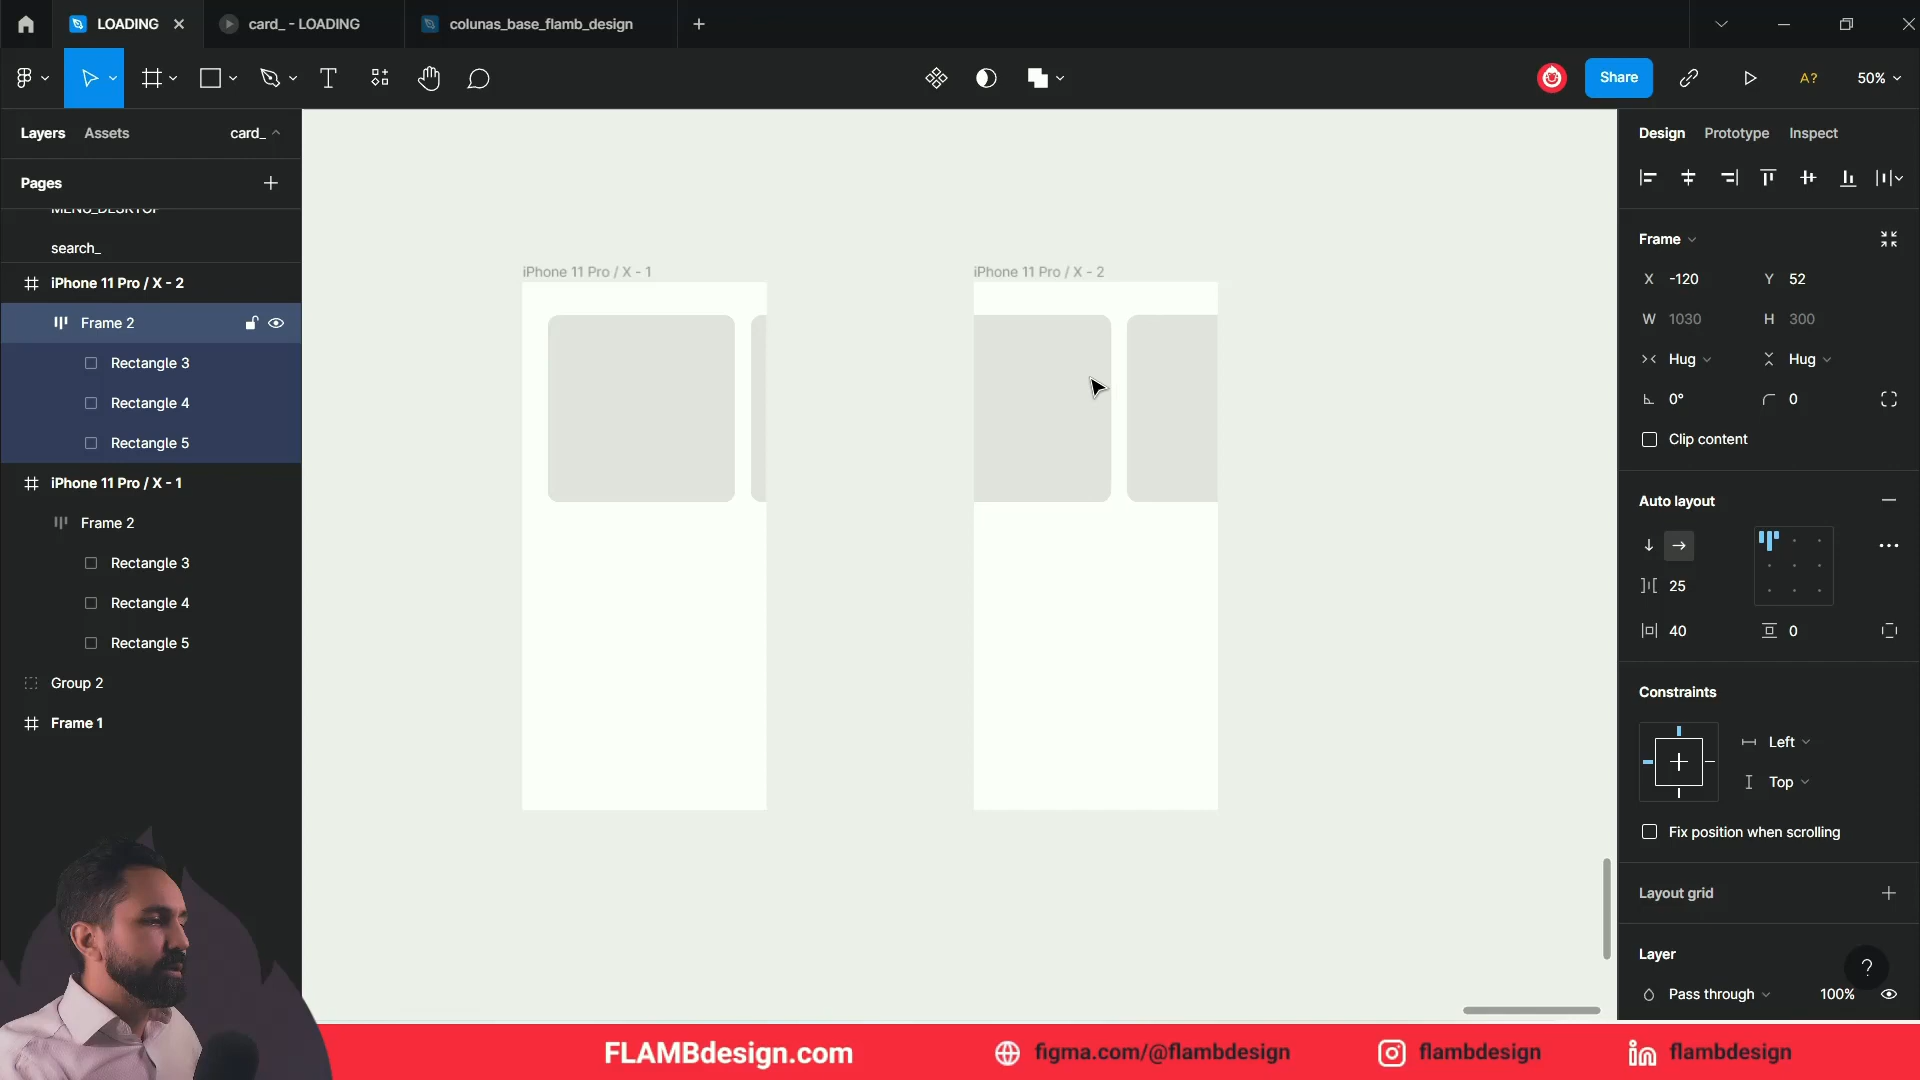 LOADING
card_ - LOADING
colunas_base_flamb_design
Share
A?
50%
Layers
Assets
card_
Pages
MENU_DESKTOP
search_
iPhone 11 Pro / X - 2
Frame 2
Rectangle 3
Rectangle 4
Rectangle 5
iPhone 11 Pro / X - 1
Frame 2
Rectangle 3
Rectangle 4
Rectangle 5
Group 2
Frame 1
iPhone 11 Pro / X - 1
iPhone 11 Pro / X - 2
Design
Prototype
Inspect
Frame
X -120
Y 52
W 1030
H 300
Hug
Hug
0°
0
Clip content
Auto layout
25
40
0
Constraints
Left
Top
Fix position when scrolling
Layout grid
Layer
?
Pass through
100%
FLAMBdesign.com
figma.com/@flambdesign
flambdesign
in flambdesign